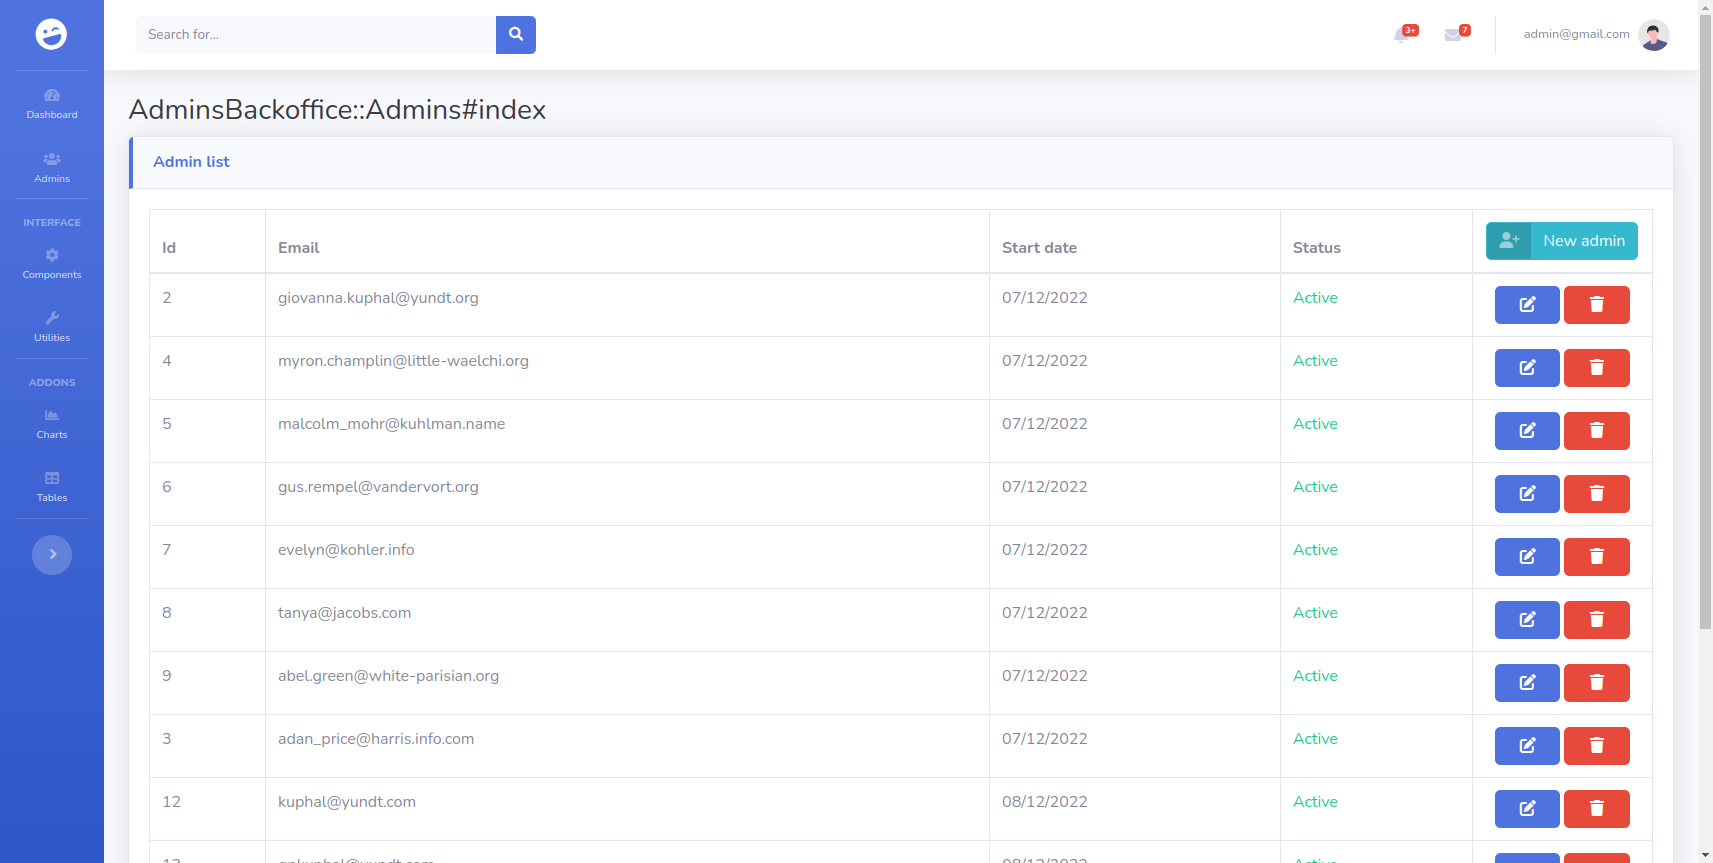 Search for...
3+
7
admin@gmail.com
Dashboard
Admins
INTERFACE
Components
Utilities
ADDONS
Charts
Tables
AdminsBackoffice::Admins#index
Admin list
Id Email Start date Status New admin
2 giovanna.kuphal@yundt.org 07/12/2022 Active
4 myron.champlin@little-waelchi.org 07/12/2022 Active
5 malcolm_mohr@kuhlman.name 07/12/2022 Active
6 gus.rempel@vandervort.org 07/12/2022 Active
7 evelyn@kohler.info 07/12/2022 Active
8 tanya@jacobs.com 07/12/2022 Active
9 abel.green@white-parisian.org 07/12/2022 Active
3 adan_price@harris.info.com 07/12/2022 Active
12 kuphal@yundt.com 08/12/2022 Active
08/12/2022 Active